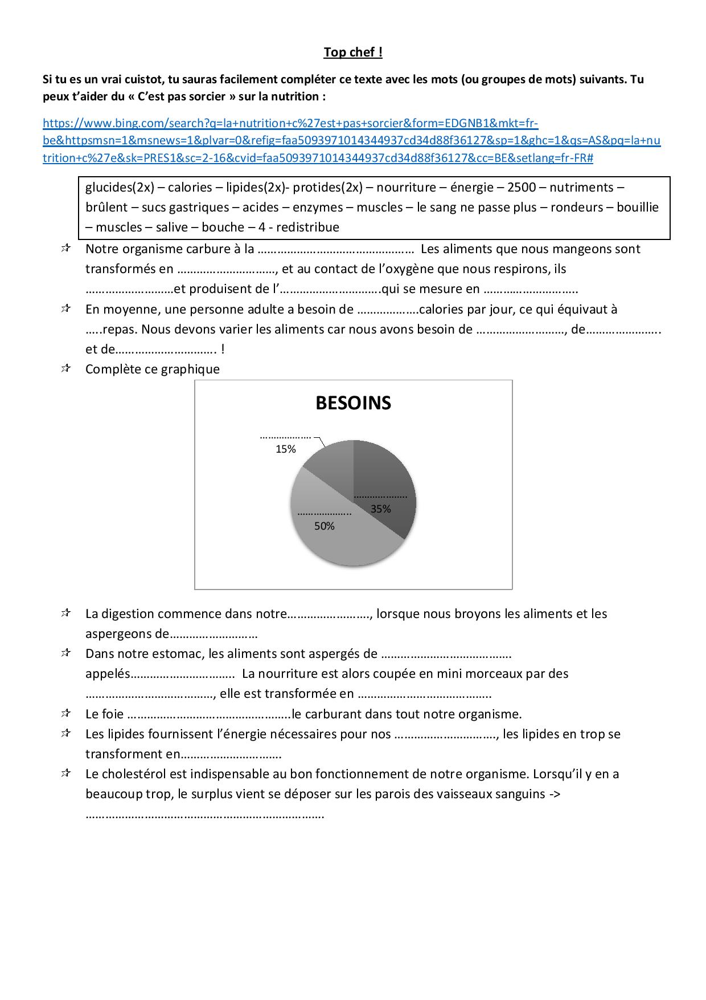 Top chef !
Si tu es un vrai cuistot, tu sauras facilement compléter ce texte avec les mots (ou groupes de mots) suivants. Tu
peux t’aider du « C’est pas sorcier » sur la nutrition :
https://www.bing.com/search?q=la+nutrition+c%27est+pas+sorcier&form=EDGNB1&mkt=fr-
be&httpsmsn=1&msnews=1&plvar=0&refig=faa5093971014344937cd34d88f36127&sp=1&ghc=1&qs=AS&pq=la+nu
trition+c%27e&sk=PRES1&sc=2-16&cvid=faa5093971014344937cd34d88f36127&cc=BE&setlang=fr-FR#
glucides(2x) – calories – lipides(2x)- protides(2x) – nourriture – énergie – 2500 – nutriments –
brûlent – sucs gastriques – acides – enzymes – muscles – le sang ne passe plus – rondeurs – bouillie
– muscles – salive – bouche – 4 - redistribue
Notre organisme carbure à la ………………………………………… Les aliments que nous mangeons sont
transformés en …………………………, et au contact de l’oxygène que nous respirons, ils
………………………et produisent de l’………………………….qui se mesure en ………………………..
En moyenne, une personne adulte a besoin de ……………….calories par jour, ce qui équivaut à
…..repas. Nous devons varier les aliments car nous avons besoin de ………………………, de…………………..
et de…………………………. !
Complète ce graphique
BESOINS
……………..
15%
………………..
35%
………………..
50%
La digestion commence dans notre……………………., lorsque nous broyons les aliments et les
aspergeons de………………………
Dans notre estomac, les aliments sont aspergés de ………………………………….
appelés………………………….. La nourriture est alors coupée en mini morceaux par des
…………………………………, elle est transformée en …………………………………..
Le foie …………………………………………..le carburant dans tout notre organisme.
Les lipides fournissent l’énergie nécessaires pour nos …………………………., les lipides en trop se
transforment en………………………….
Le cholestérol est indispensable au bon fonctionnement de notre organisme. Lorsqu’il y en a
beaucoup trop, le surplus vient se déposer sur les parois des vaisseaux sanguins ->
……………………………………………………………….